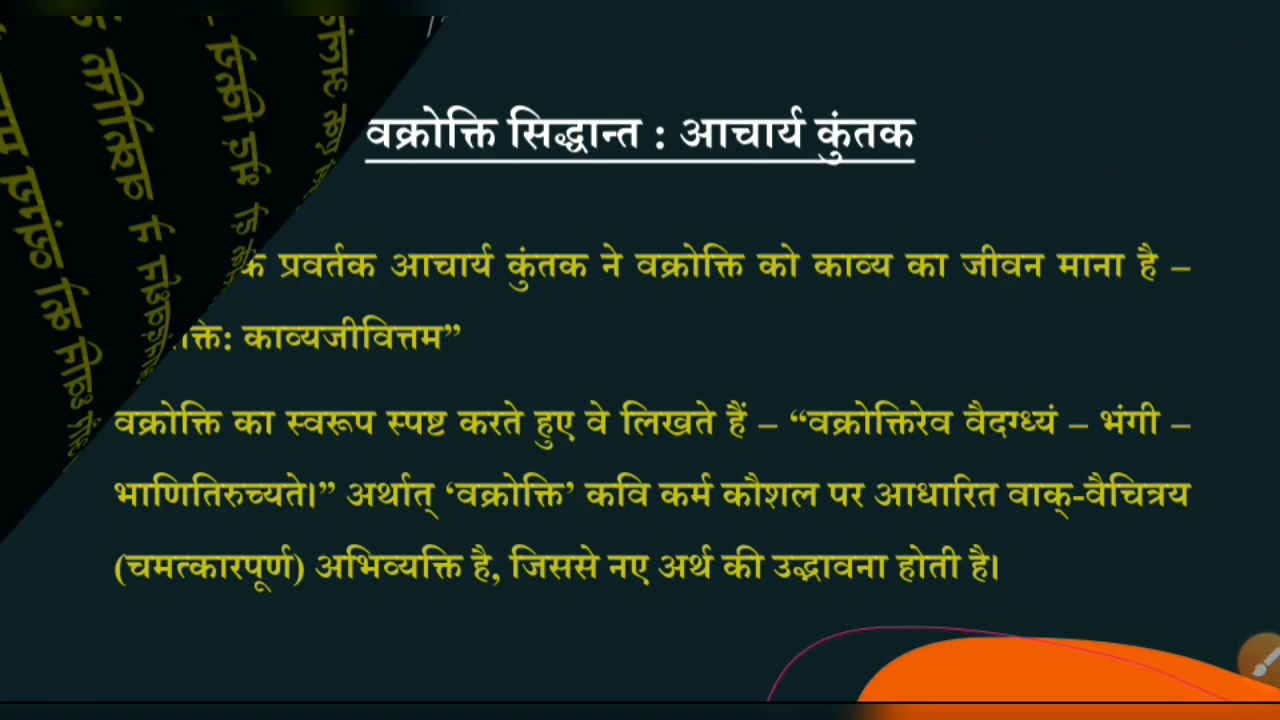 वक्रोक्ति सिद्धान्त : आचार्य कुंतक
प्रवर्तक आचार्य कुंतक ने वक्रोक्ति को काव्य का जीवन माना है –
काव्यजीवित्तम”
वक्रोक्ति का स्वरूप स्पष्ट करते हुए वे लिखते हैं – “वक्रोक्तिरेव वैदग्ध्यं – भंगी –
भाणितिरुच्यते।” अर्थात् ‘वक्रोक्ति’ कवि कर्म कौशल पर आधारित वाक्-वैचित्रय
(चमत्कारपूर्ण) अभिव्यक्ति है, जिससे नए अर्थ की उद्भावना होती है।